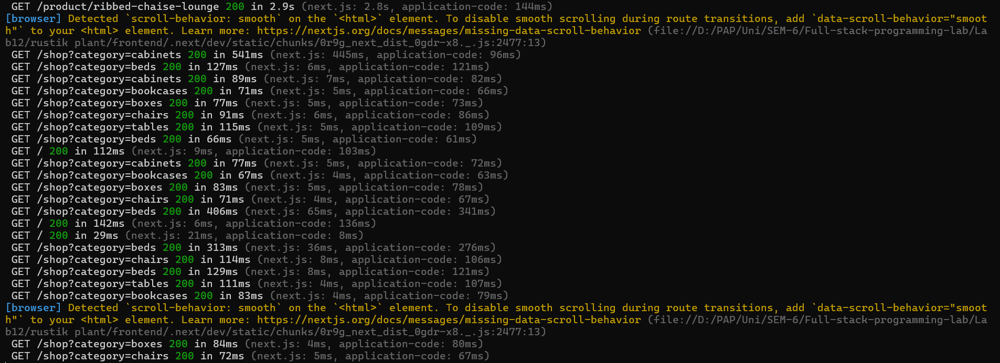 GET /product/ribbed-chaise-lounge 200 in 2.9s (next.js: 2.8s, application-code: 144ms)
[browser] Detected `scroll-behavior: smooth` on the `<html>` element. To disable smooth scrolling during route transitions, add `data-scroll-behavior="smoot
h"` to your <html> element. Learn more: https://nextjs.org/docs/messages/missing-data-scroll-behavior (file://D:/PAP/Uni/SEM-6/Full-stack-programming-lab/La
b12/rustik plant/frontend/.next/dev/static/chunks/0r9g_next_dist_0gdr-x8._.js:2477:13)
GET /shop?category=cabinets 200 in 541ms (next.js: 445ms, application-code: 96ms)
GET /shop?category=beds 200 in 127ms (next.js: 6ms, application-code: 121ms)
GET /shop?category=cabinets 200 in 89ms (next.js: 7ms, application-code: 82ms)
GET /shop?category=bookcases 200 in 71ms (next.js: 5ms, application-code: 66ms)
GET /shop?category=boxes 200 in 77ms (next.js: 5ms, application-code: 73ms)
GET /shop?category=chairs 200 in 91ms (next.js: 6ms, application-code: 86ms)
GET /shop?category=tables 200 in 115ms (next.js: 5ms, application-code: 109ms)
GET /shop?category=beds 200 in 66ms (next.js: 5ms, application-code: 61ms)
GET / 200 in 112ms (next.js: 9ms, application-code: 103ms)
GET /shop?category=cabinets 200 in 77ms (next.js: 5ms, application-code: 72ms)
GET /shop?category=bookcases 200 in 67ms (next.js: 4ms, application-code: 63ms)
GET /shop?category=boxes 200 in 83ms (next.js: 5ms, application-code: 78ms)
GET /shop?category=chairs 200 in 71ms (next.js: 4ms, application-code: 67ms)
GET /shop?category=beds 200 in 406ms (next.js: 65ms, application-code: 341ms)
GET / 200 in 142ms (next.js: 6ms, application-code: 136ms)
GET / 200 in 29ms (next.js: 21ms, application-code: 8ms)
GET /shop?category=beds 200 in 313ms (next.js: 36ms, application-code: 276ms)
GET /shop?category=chairs 200 in 114ms (next.js: 8ms, application-code: 106ms)
GET /shop?category=beds 200 in 129ms (next.js: 8ms, application-code: 121ms)
GET /shop?category=tables 200 in 111ms (next.js: 4ms, application-code: 107ms)
GET /shop?category=bookcases 200 in 83ms (next.js: 4ms, application-code: 79ms)
[browser] Detected `scroll-behavior: smooth` on the `<html>` element. To disable smooth scrolling during route transitions, add `data-scroll-behavior="smoot
h"` to your <html> element. Learn more: https://nextjs.org/docs/messages/missing-data-scroll-behavior (file://D:/PAP/Uni/SEM-6/Full-stack-programming-lab/La
b12/rustik plant/frontend/.next/dev/static/chunks/0r9g_next_dist_0gdr-x8._.js:2477:13)
GET /shop?category=boxes 200 in 84ms (next.js: 4ms, application-code: 80ms)
GET /shop?category=chairs 200 in 72ms (next.js: 5ms, application-code: 67ms)